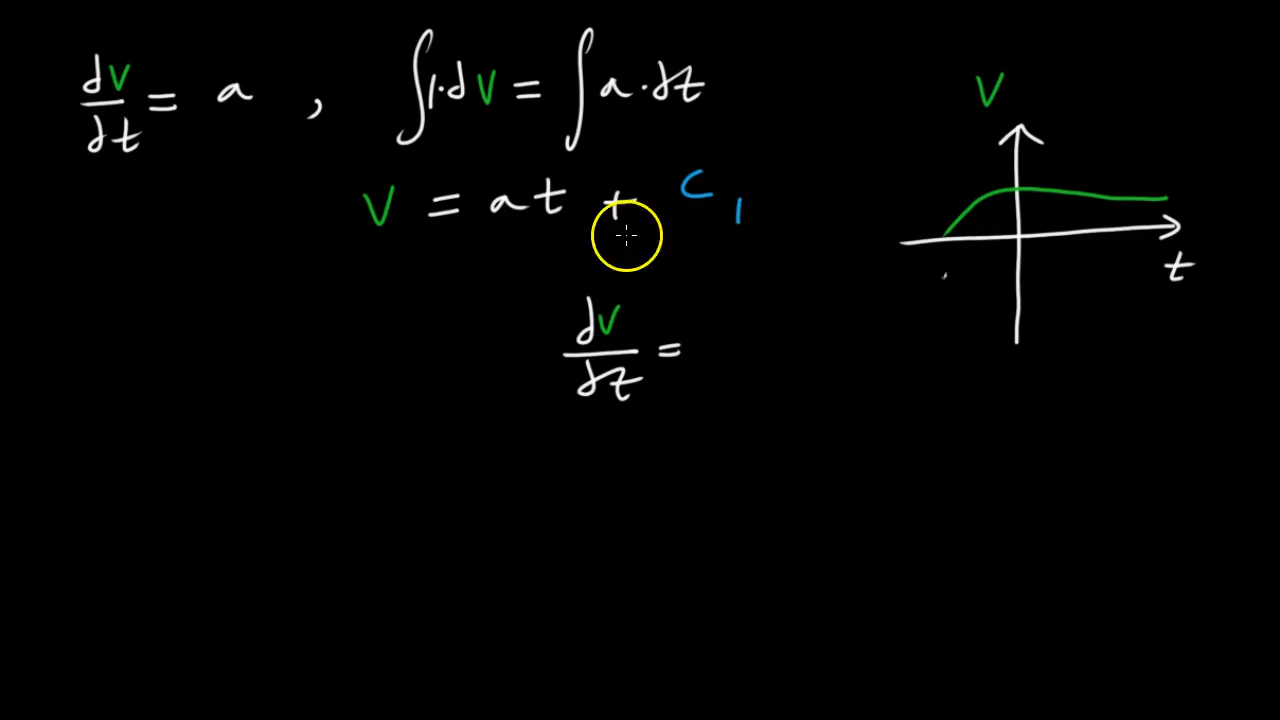 dv/dt = a , ∫1·dv = ∫a·dt
v = at + c₁
dv/dt =
v
t